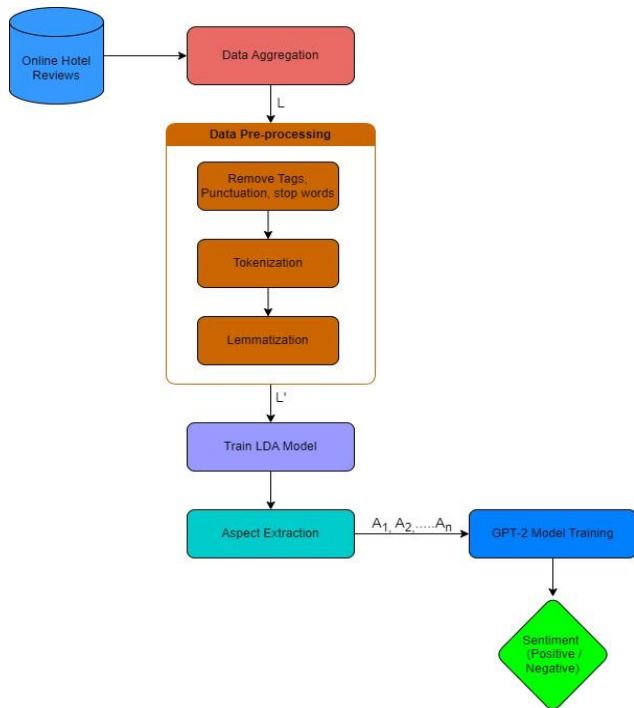 Online Hotel
Reviews
Data Aggregation
L
Data Pre-processing
Remove Tags,
Punctuation, stop words
Tokenization
Lemmatization
L'
Train LDA Model
Aspect Extraction
A1, A2,.....An
GPT-2 Model Training
Sentiment
(Positive /
Negative)